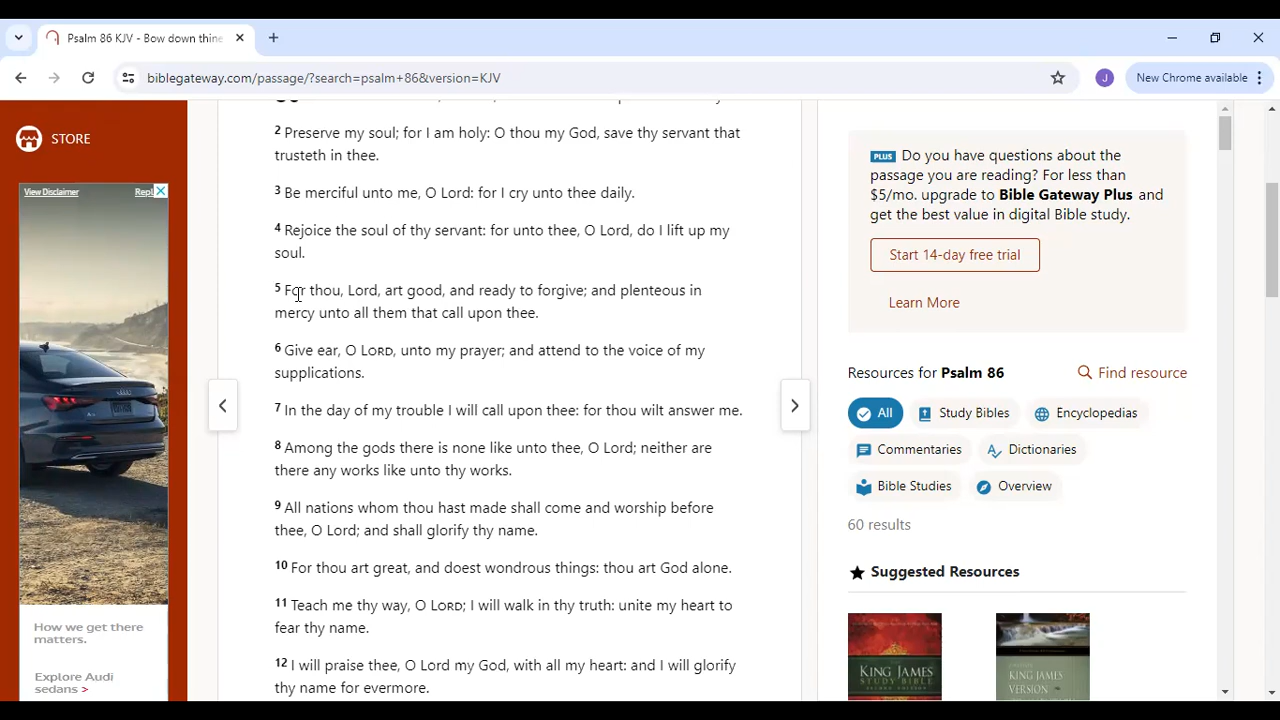 Psalm 86 KJV - Bow down thine
biblegateway.com/passage/?search=psalm+86&version=KJV
J
New Chrome available
STORE
View Disclaimer
Repl
How we get there
matters.
Explore Audi
sedans >
2 Preserve my soul; for I am holy: O thou my God, save thy servant that
trusteth in thee.
3 Be merciful unto me, O Lord: for I cry unto thee daily.
4 Rejoice the soul of thy servant: for unto thee, O Lord, do I lift up my
soul.
5 For thou, Lord, art good, and ready to forgive; and plenteous in
mercy unto all them that call upon thee.
6 Give ear, O LORD, unto my prayer; and attend to the voice of my
supplications.
7 In the day of my trouble I will call upon thee: for thou wilt answer me.
8 Among the gods there is none like unto thee, O Lord; neither are
there any works like unto thy works.
9 All nations whom thou hast made shall come and worship before
thee, O Lord; and shall glorify thy name.
10 For thou art great, and doest wondrous things: thou art God alone.
11 Teach me thy way, O LORD; I will walk in thy truth: unite my heart to
fear thy name.
12 I will praise thee, O Lord my God, with all my heart: and I will glorify
thy name for evermore.
PLUS Do you have questions about the
passage you are reading? For less than
$5/mo. upgrade to Bible Gateway Plus and
get the best value in digital Bible study.
Start 14-day free trial
Learn More
Resources for Psalm 86
Find resource
All
Study Bibles
Encyclopedias
Commentaries
Dictionaries
Bible Studies
Overview
60 results
Suggested Resources
KING JAMES
STUDY BIBLE
KING JAMES
VERSION